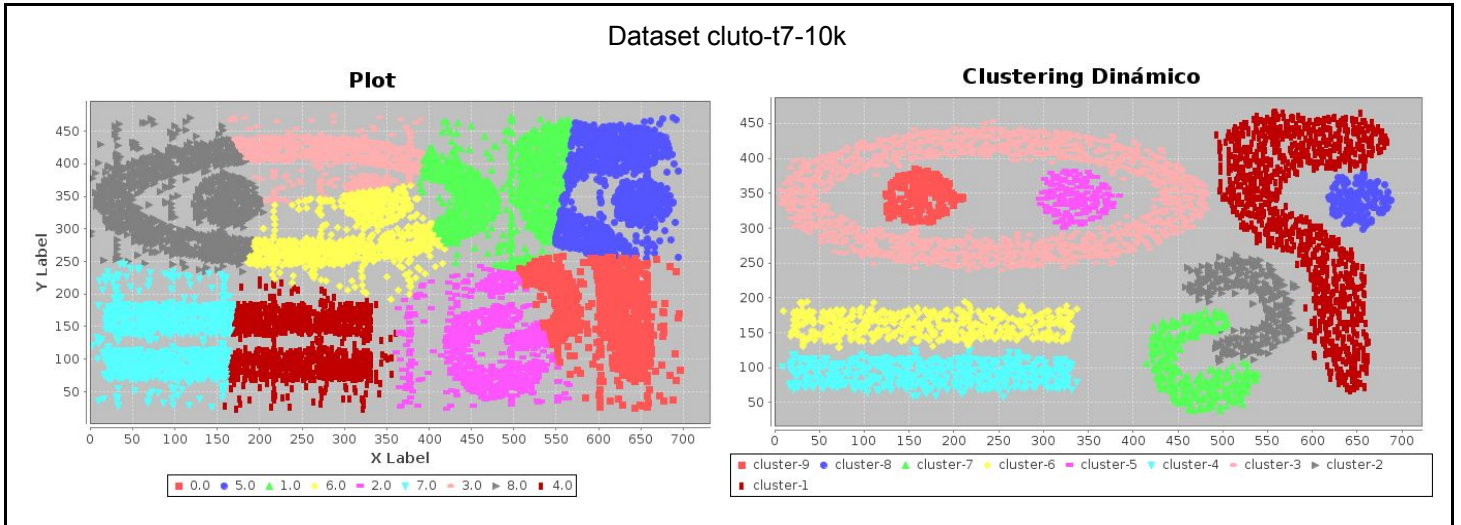 Dataset cluto-t7-10k
Plot
450
400
350
300
250
200
150
100
50
Y Label
0 50 100 150 200 250 300 350 400 450 500 550 600 650 700
X Label
0.0 5.0 1.0 6.0 2.0 7.0 3.0 8.0 4.0
Clustering Dinámico
450
400
350
300
250
200
150
100
50
0 50 100 150 200 250 300 350 400 450 500 550 600 650 700
cluster-9 cluster-8 cluster-7 cluster-6 cluster-5 cluster-4 cluster-3 cluster-2
cluster-1